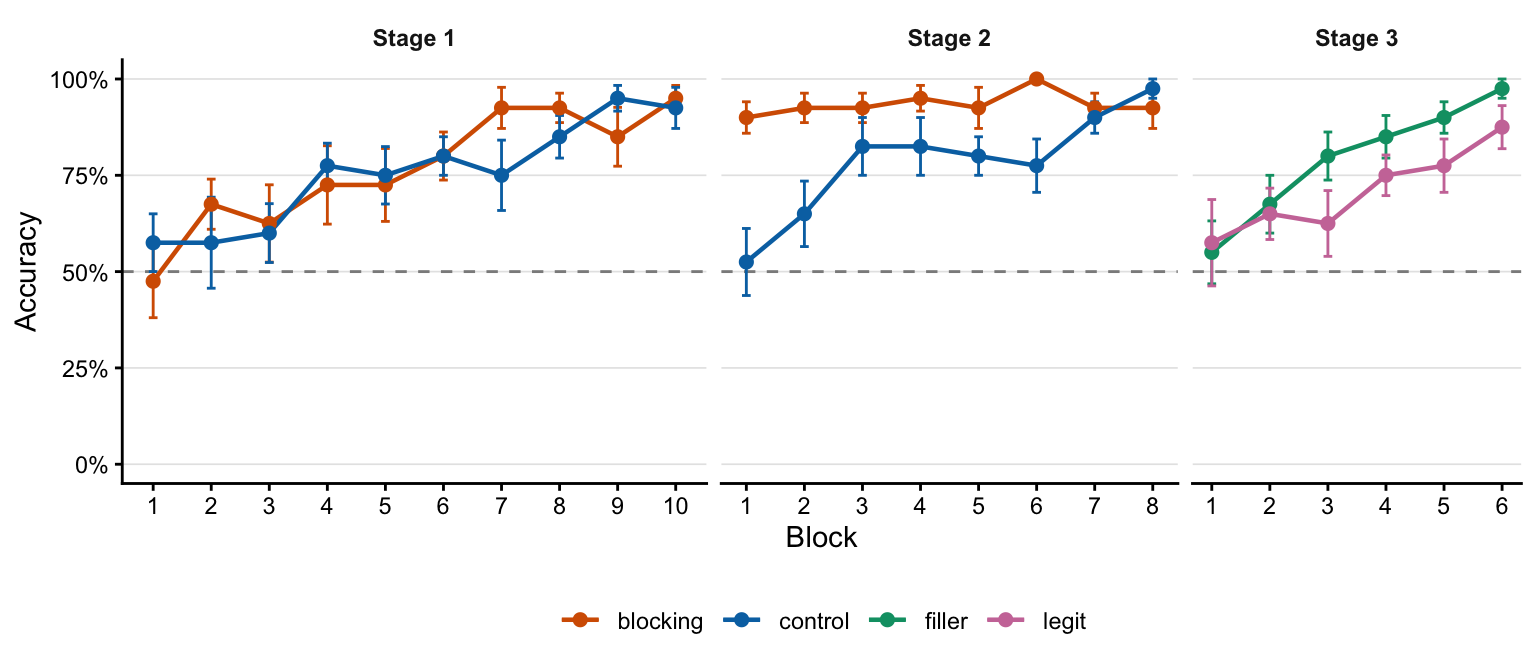 Stage 1 Stage 2 Stage 3
100%
75%
50%
25%
0%
Accuracy
1 2 3 4 5 6 7 8 9 10 1 2 3 4 5 6 7 8 1 2 3 4 5 6
Block
blocking control filler legit